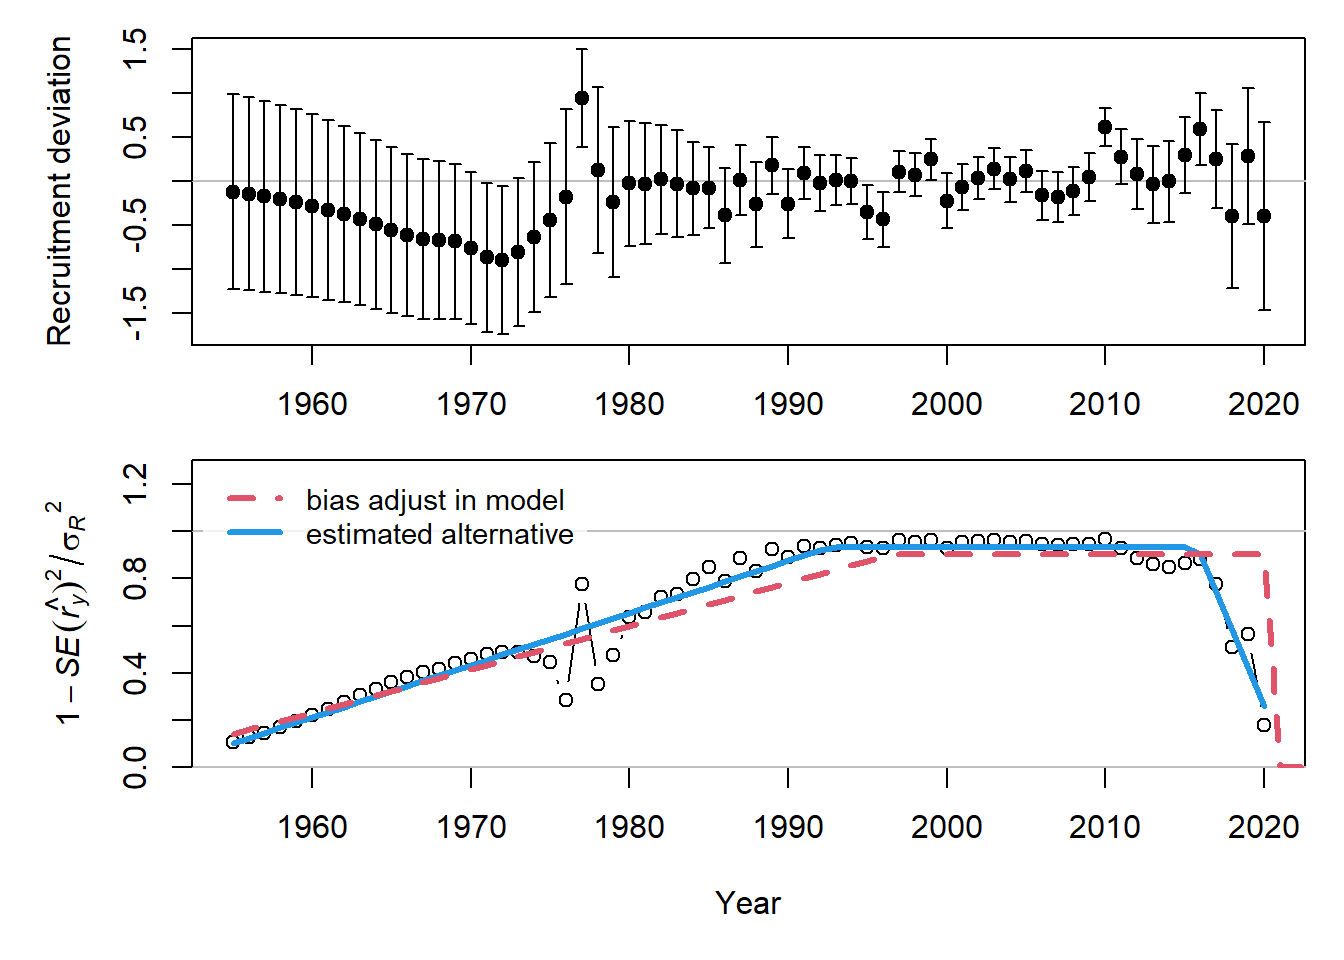 Recruitment deviation
1.5
0.5
-0.5
-1.5
1960 1970 1980 1990 2000 2010 2020
1 − SE(r̂_y)² / σ_R²
1.2
0.8
0.4
0.0
bias adjust in model
estimated alternative
1960 1970 1980 1990 2000 2010 2020
Year